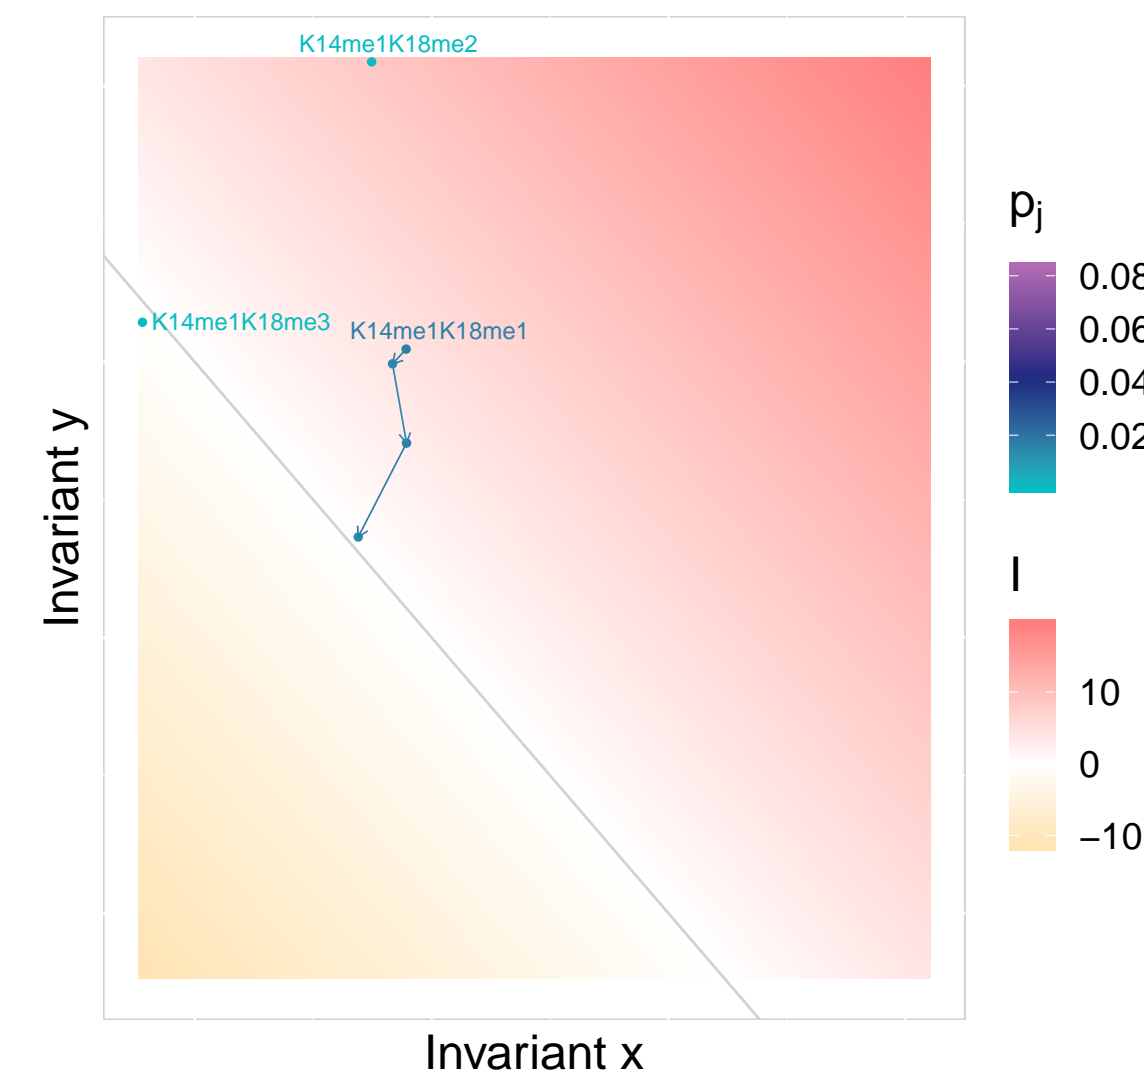 K14me1K18me2
K14me1K18me3
K14me1K18me1
Invariant y
Invariant x
pj
0.08
0.06
0.04
0.02
I
10
0
−10